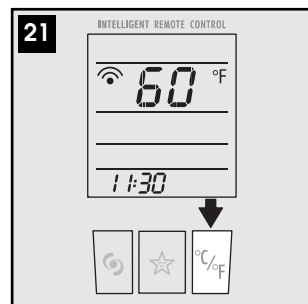 21
INTELLIGENT REMOTE CONTROL
60 °F
11:30
°C/°F